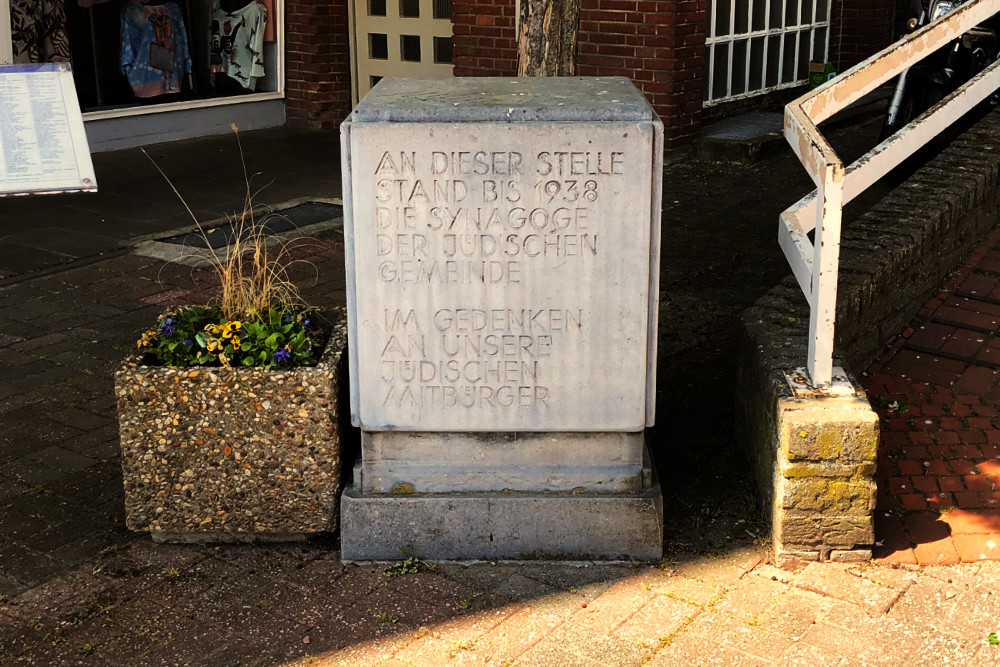 AN DIESER STELLE
STAND BIS 1938
DIE SYNAGOGE
DER JÜDISCHEN
GEMEINDE
IM GEDENKEN
AN UNSERE
JÜDISCHEN
MITBÜRGER